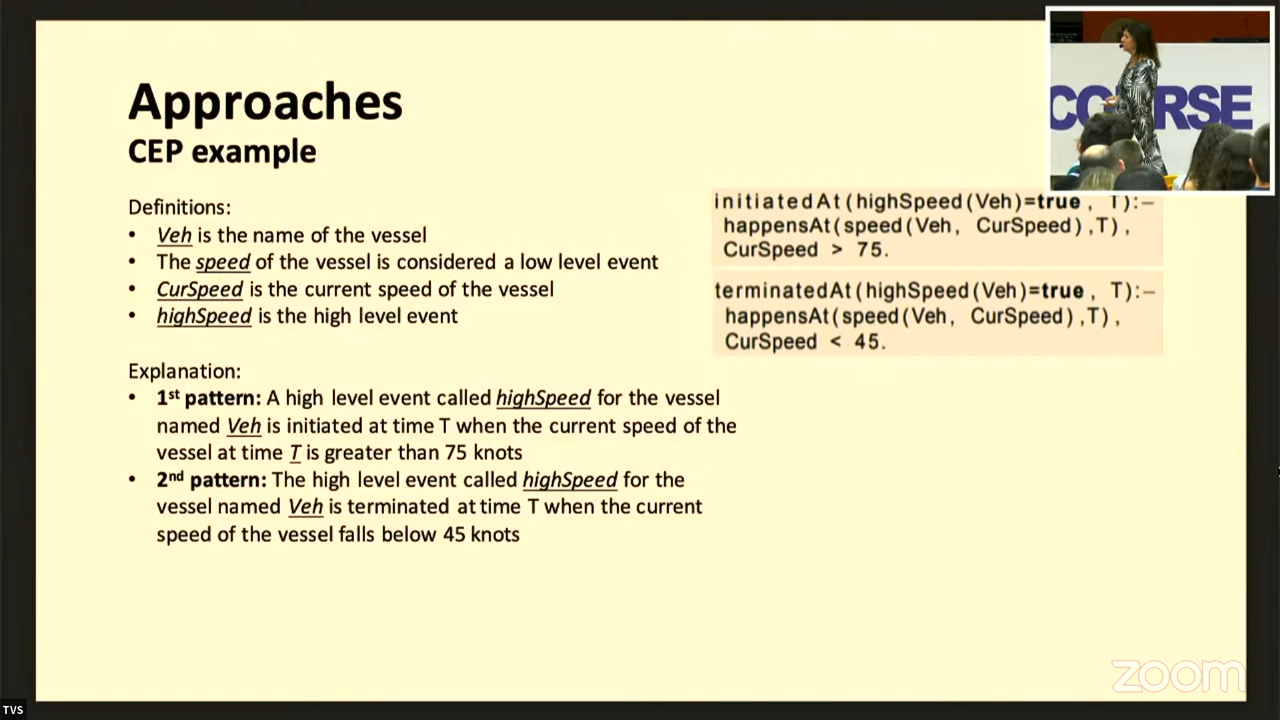 Approaches
CEP example
Definitions:
• Veh is the name of the vessel
• The speed of the vessel is considered a low level event
• CurSpeed is the current speed of the vessel
• highSpeed is the high level event
Explanation:
• 1st pattern: A high level event called highSpeed for the vessel
named Veh is initiated at time T when the current speed of the
vessel at time T is greater than 75 knots
• 2nd pattern: The high level event called highSpeed for the
vessel named Veh is terminated at time T when the current
speed of the vessel falls below 45 knots
initiatedAt(highSpeed(Veh)=true, T):–
happensAt(speed(Veh, CurSpeed),T),
CurSpeed > 75.
terminatedAt(highSpeed(Veh)=true, T):–
happensAt(speed(Veh, CurSpeed),T),
CurSpeed < 45.
COURSE
zoom
TVS